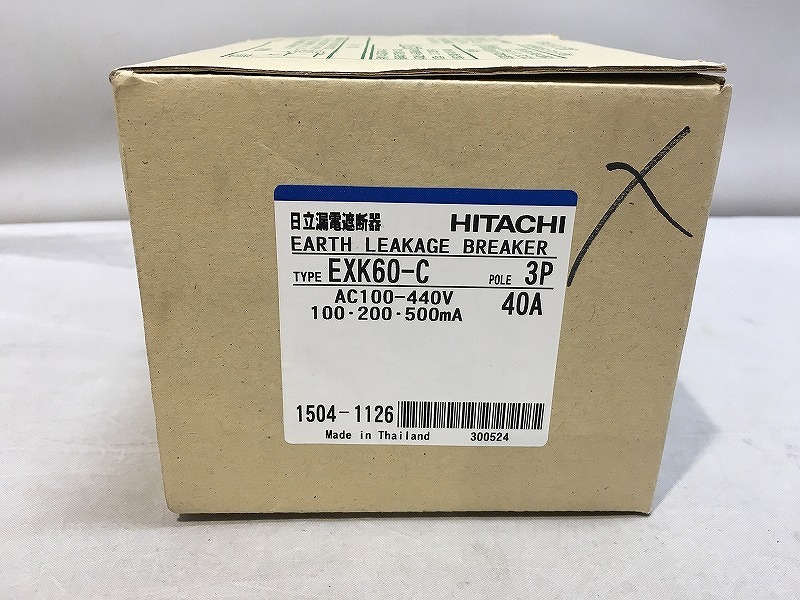 日立漏電遮断器 HITACHI
EARTH LEAKAGE BREAKER
TYPE EXK60-C POLE 3P
AC100-440V 40A
100·200·500mA
1504-1126
Made in Thailand 300524